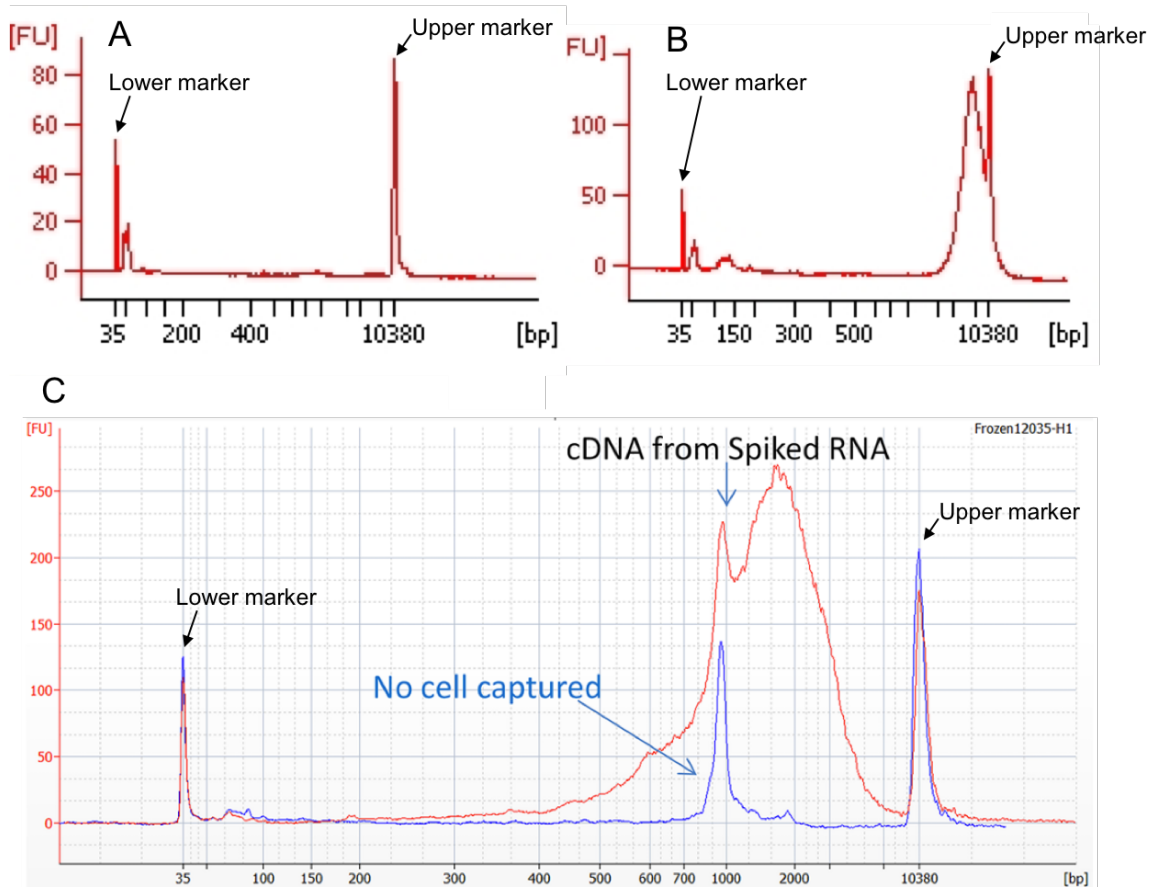 A
[FU]
Upper marker
Lower marker
80
60
40
20
0
35 200 400 10380 [bp]
B
FU]
Upper marker
Lower marker
100
50
0
35 150 300 500 10380 [bp]
C
[FU]
Frozen12035-H1
cDNA from Spiked RNA
250
Upper marker
200
Lower marker
150
No cell captured
100
50
0
35 100 150 200 300 400 500 600 700 1000 2000 10380 [bp]